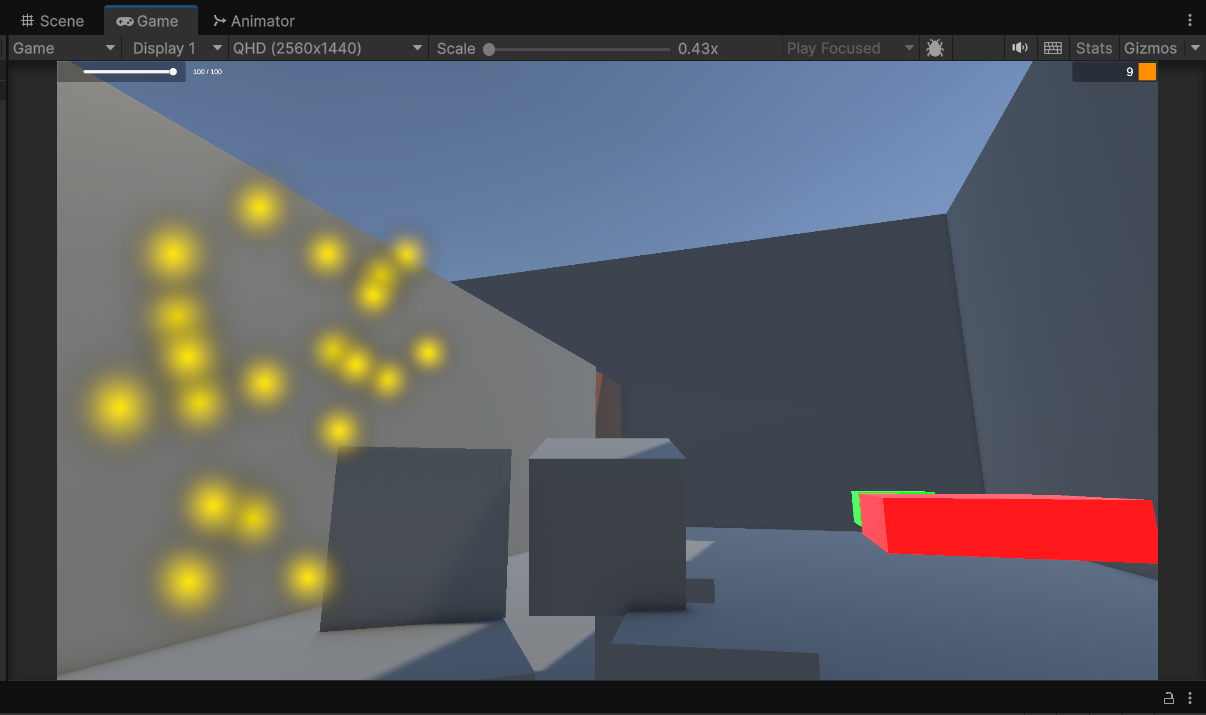 Scene Game Animator
Game Display 1 QHD (2560x1440) Scale 0.43x Play Focused Stats Gizmos
100 / 100 9